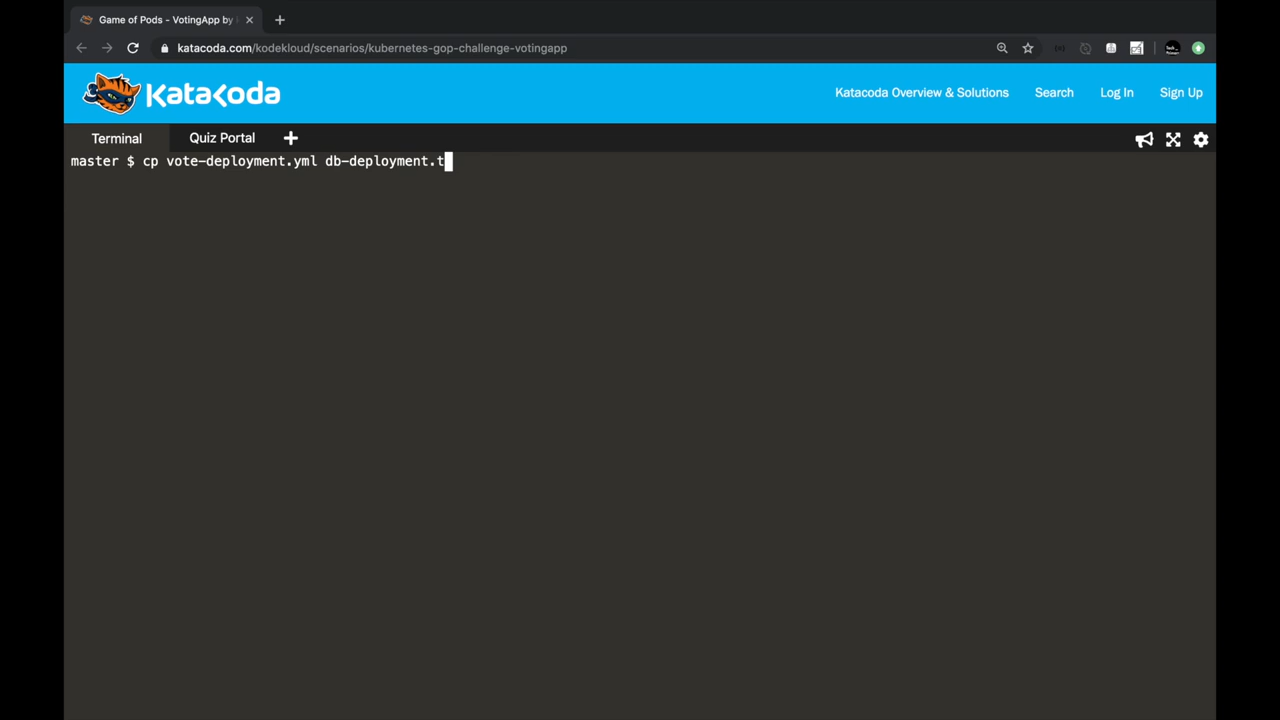 Game of Pods - VotingApp by
katacoda.com/kodekloud/scenarios/kubernetes-gop-challenge-votingapp
KataKoda
Katacoda Overview & Solutions Search Log In Sign Up
Terminal Quiz Portal
master $ cp vote-deployment.yml db-deployment.t